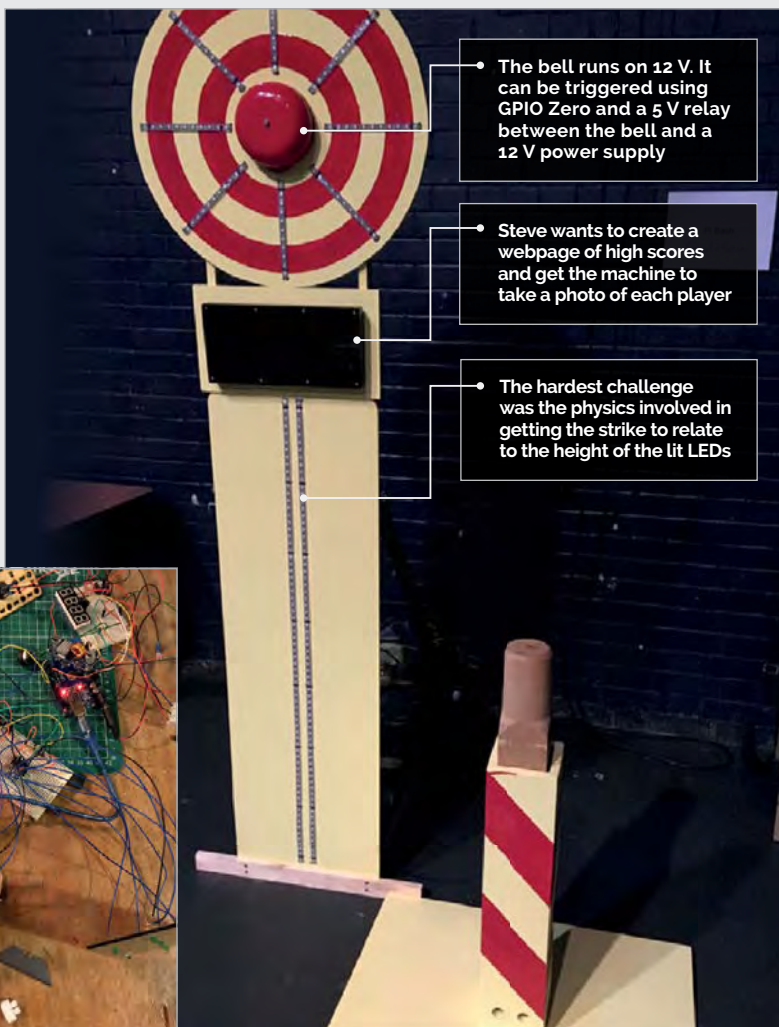 The bell runs on 12 V. It
can be triggered using
GPIO Zero and a 5 V relay
between the bell and a
12 V power supply
Steve wants to create a
webpage of high scores
and get the machine to
take a photo of each player
The hardest challenge
was the physics involved in
getting the strike to relate
to the height of the lit LEDs